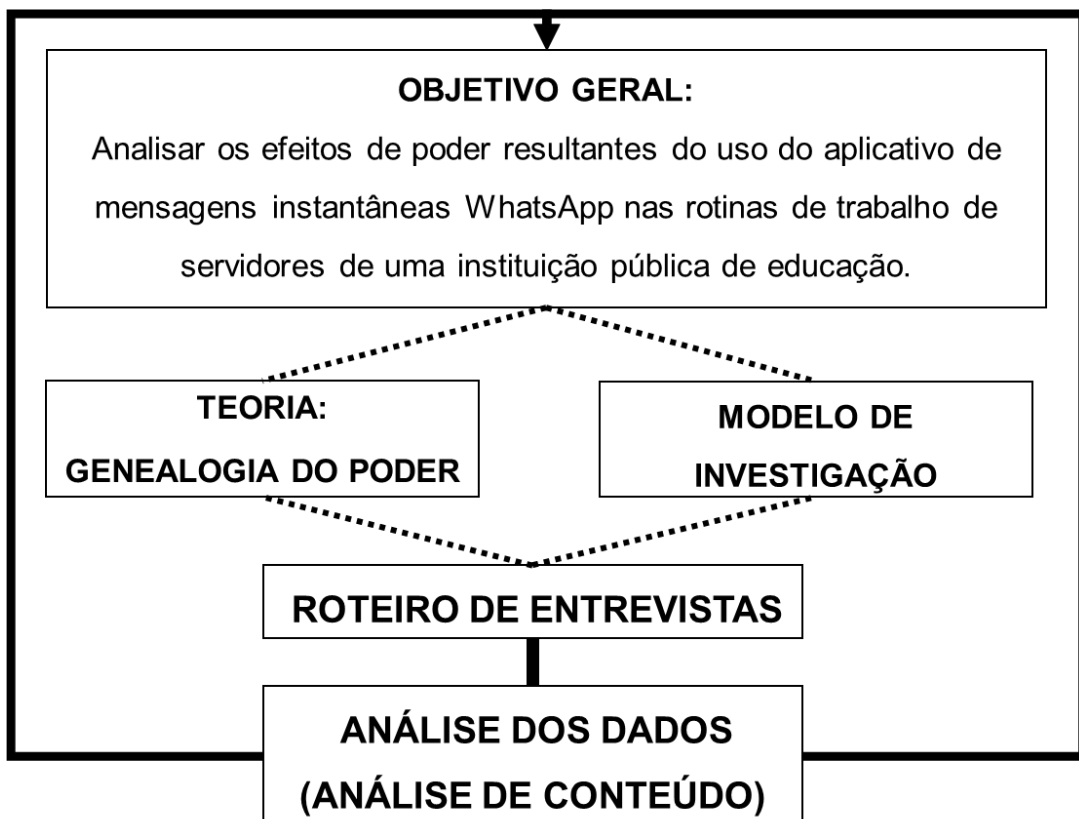 OBJETIVO GERAL:
Analisar os efeitos de poder resultantes do uso do aplicativo de
mensagens instantâneas WhatsApp nas rotinas de trabalho de
servidores de uma instituição pública de educação.
TEORIA:
GENEALOGIA DO PODER
MODELO DE
INVESTIGAÇÃO
ROTEIRO DE ENTREVISTAS
ANÁLISE DOS DADOS
(ANÁLISE DE CONTEÚDO)